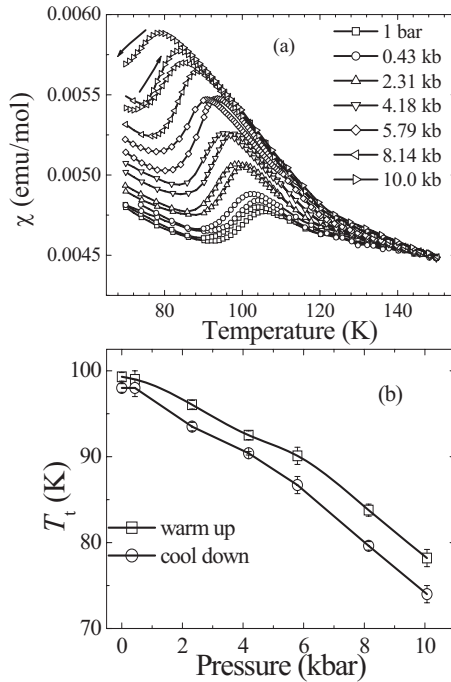 0.0060
(a)
1 bar
0.43 kb
2.31 kb
4.18 kb
5.79 kb
8.14 kb
10.0 kb
0.0055
0.0050
0.0045
χ (emu/mol)
80 100 120 140
Temperature (K)
100
(b)
90
80
70
T_t (K)
warm up
cool down
0 2 4 6 8 10
Pressure (kbar)